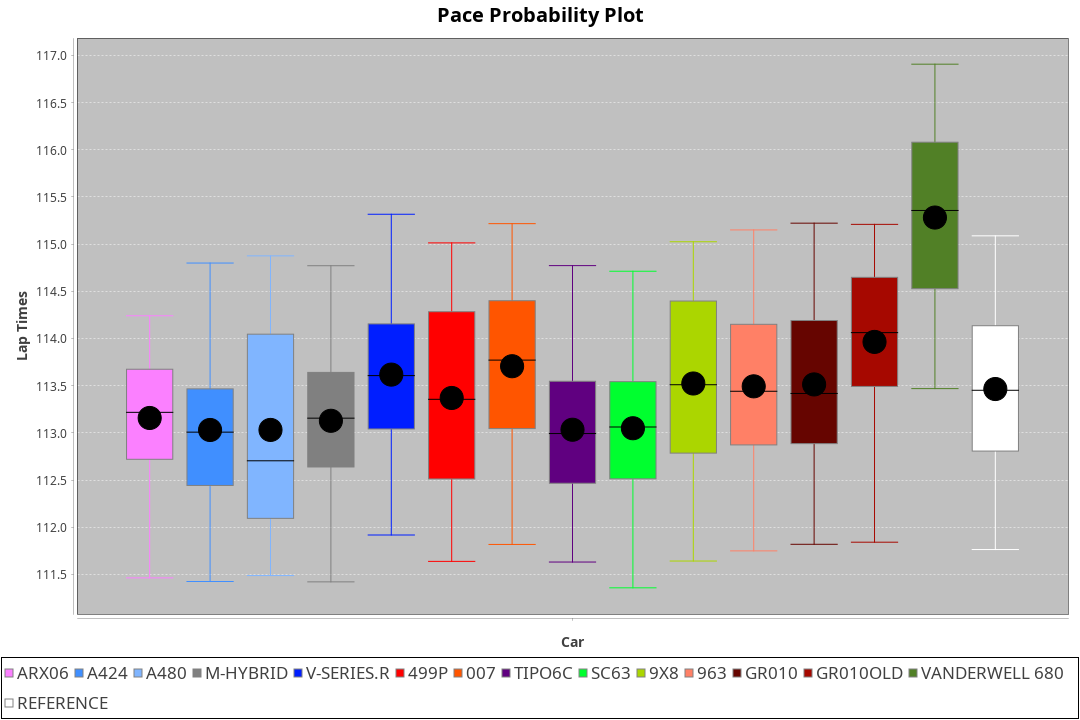 Pace Probability Plot
117.0
116.5
116.0
115.5
115.0
114.5
114.0
113.5
113.0
112.5
112.0
111.5
Lap Times
Car
ARX06 A424 A480 M-HYBRID V-SERIES.R 499P 007 TIPO6C SC63 9X8 963 GR010 GR010OLD VANDERWELL 680
REFERENCE